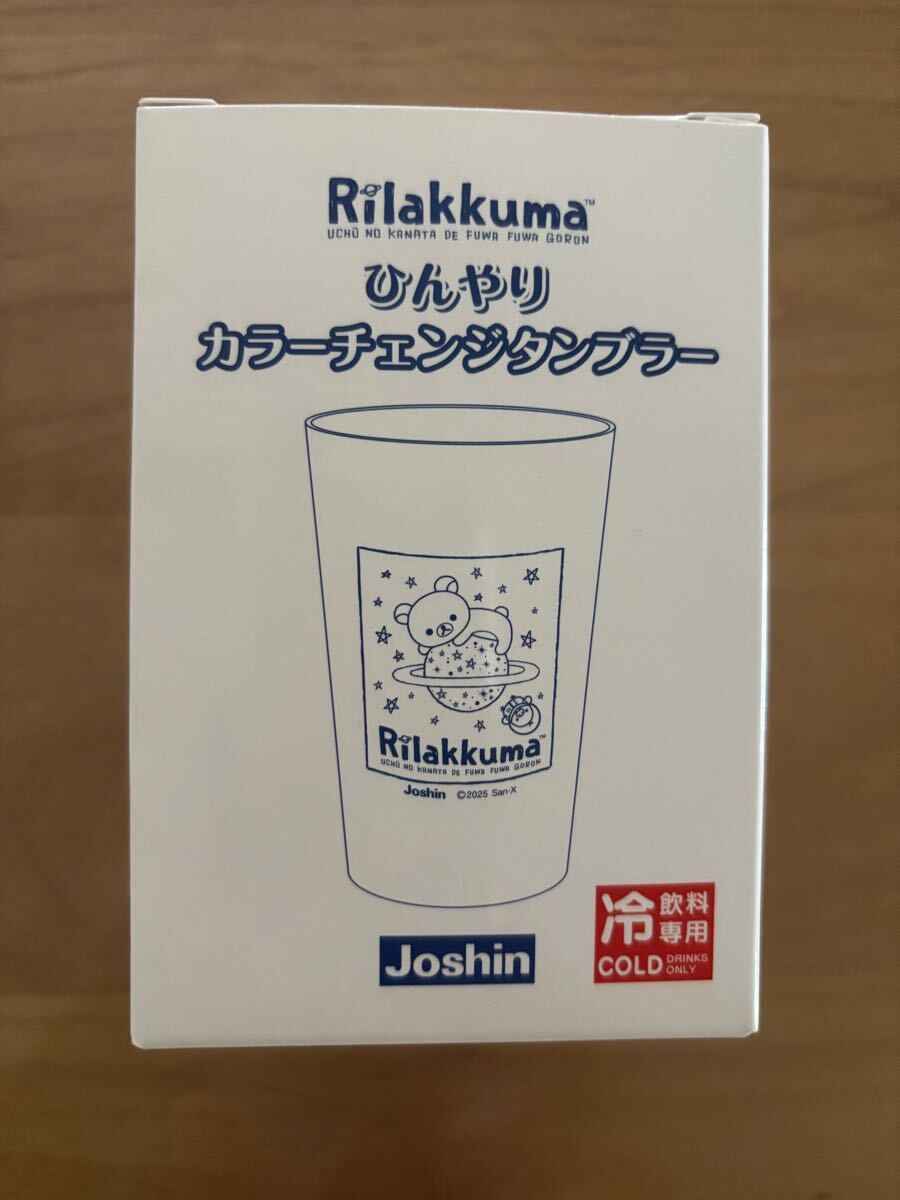 Rilakkuma™
UCHŪ NO KANATA DE FUWA FUWA GORON
ひんやり
カラーチェンジタンブラー
Rilakkuma™
UCHŪ NO KANATA DE FUWA FUWA GORON
Joshin ©2025 San-X
Joshin
冷 飲料専用
COLD DRINKS ONLY